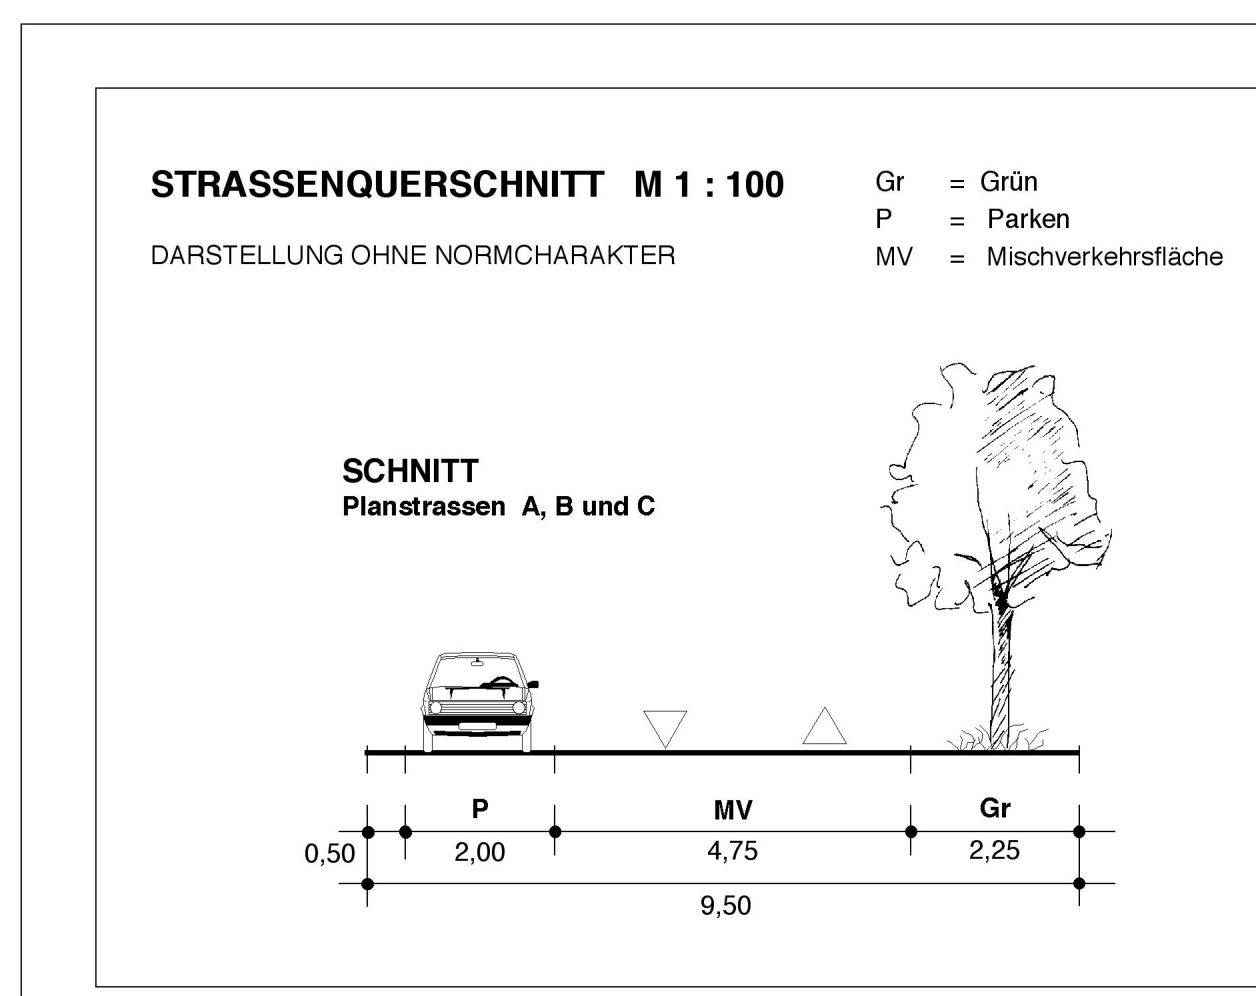 STRASSENQUERSCHNITT M 1 : 100
DARSTELLUNG OHNE NORMCHARAKTER
Gr = Grün
P = Parken
MV = Mischverkehrsfläche
SCHNITT
Planstrassen A, B und C
P MV Gr
0,50 2,00 4,75 2,25
9,50